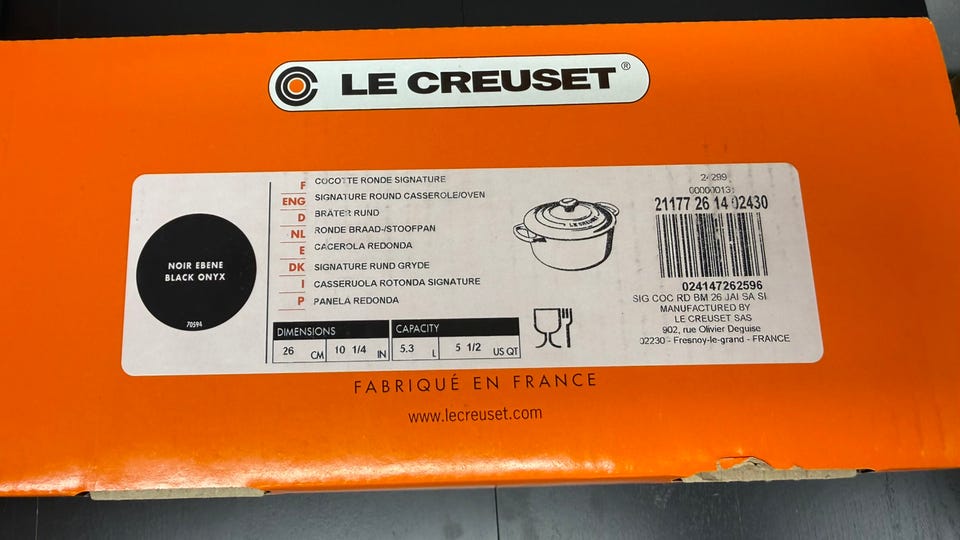 LE CREUSET®
NOIR EBENE
BLACK ONYX
70594
F COCOTTE RONDE SIGNATURE
ENG SIGNATURE ROUND CASSEROLE/OVEN
D BRÄTER RUND
NL RONDE BRAAD-/STOOFPAN
E CACEROLA REDONDA
DK SIGNATURE RUND GRYDE
I CASSERUOLA ROTONDA SIGNATURE
P PANELA REDONDA
DIMENSIONS CAPACITY
26 CM 10 1/4 IN 5.3 L 5 1/2 US QT
LE CREUSET
24299
21177 26 14 02430
024147262596
SIG COC RD BM 26 JAI SA SI
MANUFACTURED BY
LE CREUSET SAS
902, rue Olivier Deguise
02230 - Fresnoy-le-grand - FRANCE
FABRIQUÉ EN FRANCE
www.lecreuset.com